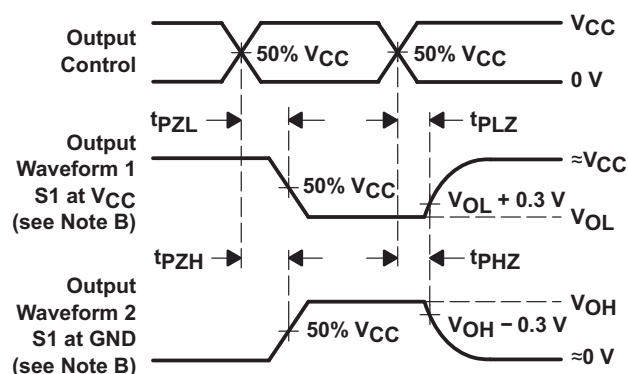 Output
Control
50% VCC
50% VCC
VCC
0 V
tPZL
tPLZ
Output
Waveform 1
S1 at VCC
(see Note B)
50% VCC
≈VCC
VOL + 0.3 V
VOL
tPZH
tPHZ
Output
Waveform 2
S1 at GND
(see Note B)
50% VCC
VOH
VOH − 0.3 V
≈0 V